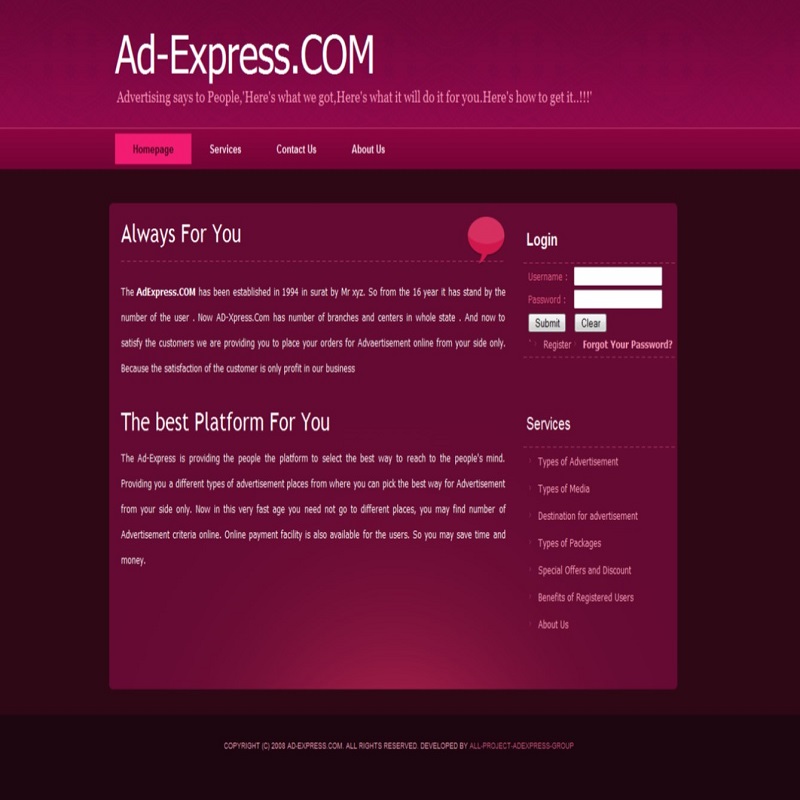 Ad-Express.COM
Advertising says to People,'Here's what we got,Here's what it will do it for you.Here's how to get it..!!!'
Homepage Services Contact Us About Us
Always For You
The AdExpress.COM has been established in 1994 in surat by Mr xyz. So from the 16 year it has stand by the
number of the user . Now AD-Xpress.Com has number of branches and centers in whole state . And now to
satisfy the customers we are providing you to place your orders for Advaertisement online from your side only.
Because the satisfaction of the customer is only profit in our business
The best Platform For You
The Ad-Express is providing the people the platform to select the best way to reach to the people's mind.
Providing you a different types of advertisement places from where you can pick the best way for Advertisement
from your side only. Now in this very fast age you need not go to different places, you may find number of
Advertisement criteria online. Online payment facility is also available for the users. So you may save time and
money.
Login
Username :
Password :
Submit Clear
Register Forgot Your Password?
Services
Types of Advertisement
Types of Media
Destination for advertisement
Types of Packages
Special Offers and Discount
Benefits of Registered Users
About Us
COPYRIGHT (C) 2008 AD-EXPRESS.COM. ALL RIGHTS RESERVED. DEVELOPED BY ALL-PROJECT-ADEXPRESS-GROUP